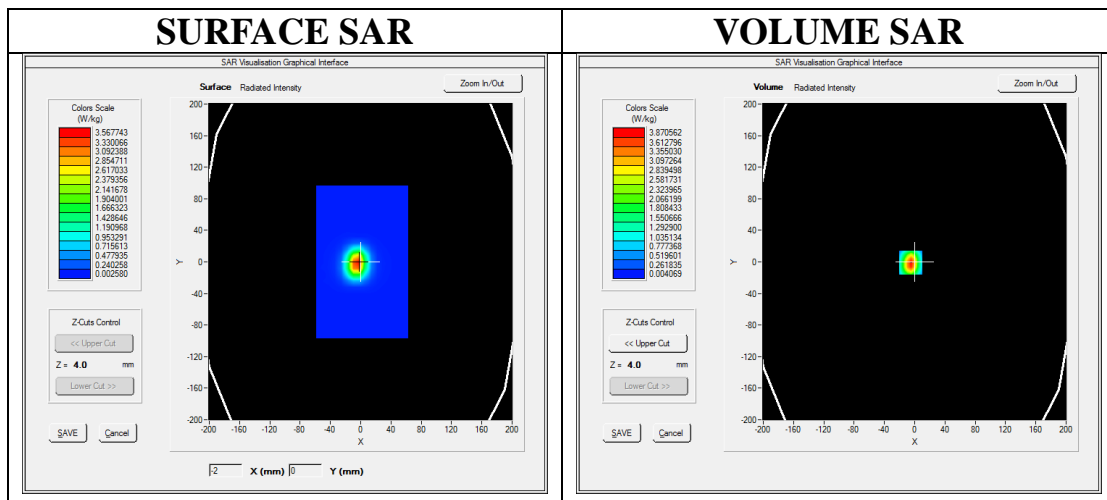 SURFACE SAR
SAR Visualisation Graphical Interface
Surface Radiated Intensity
Zoom In/Out
Colors Scale
(W/kg)
3.567743
3.330066
3.092388
2.854711
2.617033
2.379356
2.141678
1.904001
1.666323
1.428646
1.190968
0.953291
0.715613
0.477935
0.240258
0.002580
Z-Cuts Control
<< Upper Cut
Z = 4.0 mm
Lower Cut >>
SAVE Cancel
Y
200-
160-
120-
80-
40-
0-
-40-
-80-
-120-
-160-
-200-
-200 -160 -120 -80 -40 0 40 80 120 160 200
X
-2 X (mm) 0 Y (mm)
VOLUME SAR
SAR Visualisation Graphical Interface
Volume Radiated Intensity
Zoom In/Out
Colors Scale
(W/kg)
3.870562
3.612796
3.355030
3.097264
2.839498
2.581731
2.323965
2.066199
1.808433
1.550666
1.292900
1.035134
0.777368
0.519601
0.261835
0.004069
Z-Cuts Control
<< Upper Cut
Z = 4.0 mm
Lower Cut >>
SAVE Cancel
Y
200-
160-
120-
80-
40-
0-
-40-
-80-
-120-
-160-
-200-
-200 -160 -120 -80 -40 0 40 80 120 160 200
X